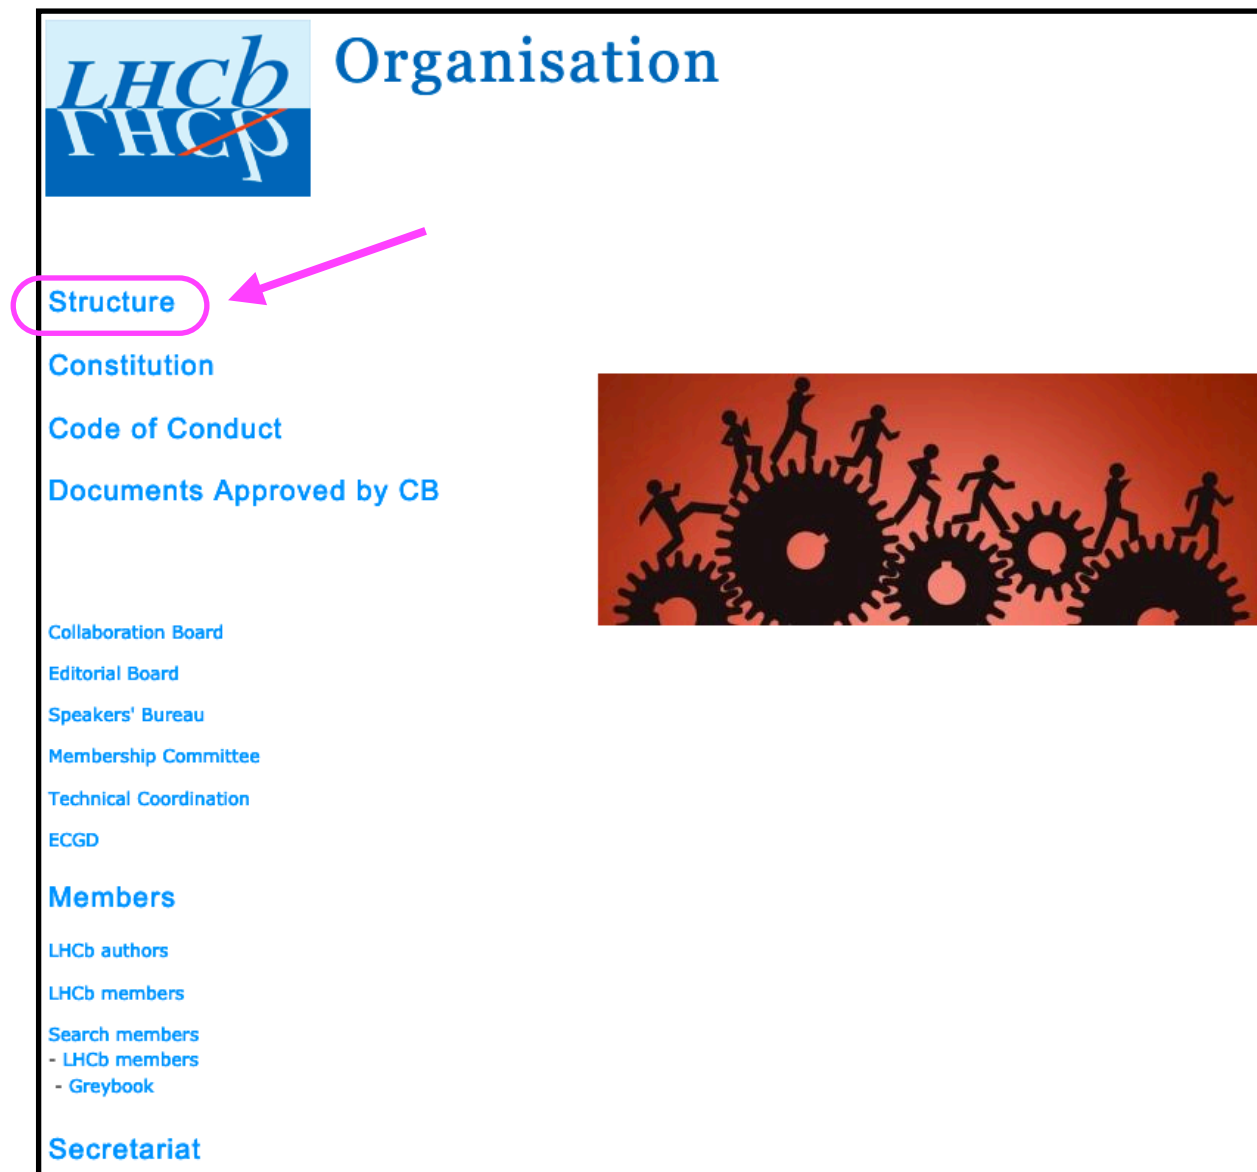 LHCb
LHCb
Organisation
Structure
Constitution
Code of Conduct
Documents Approved by CB
Collaboration Board
Editorial Board
Speakers' Bureau
Membership Committee
Technical Coordination
ECGD
Members
LHCb authors
LHCb members
Search members
- LHCb members
- Greybook
Secretariat